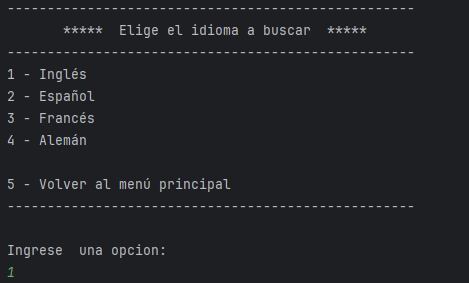 ---------------------------------------------------
***** Elige el idioma a buscar *****
---------------------------------------------------
1 - Inglés
2 - Español
3 - Francés
4 - Alemán
5 - Volver al menú principal
---------------------------------------------------
Ingrese  una opcion:
1